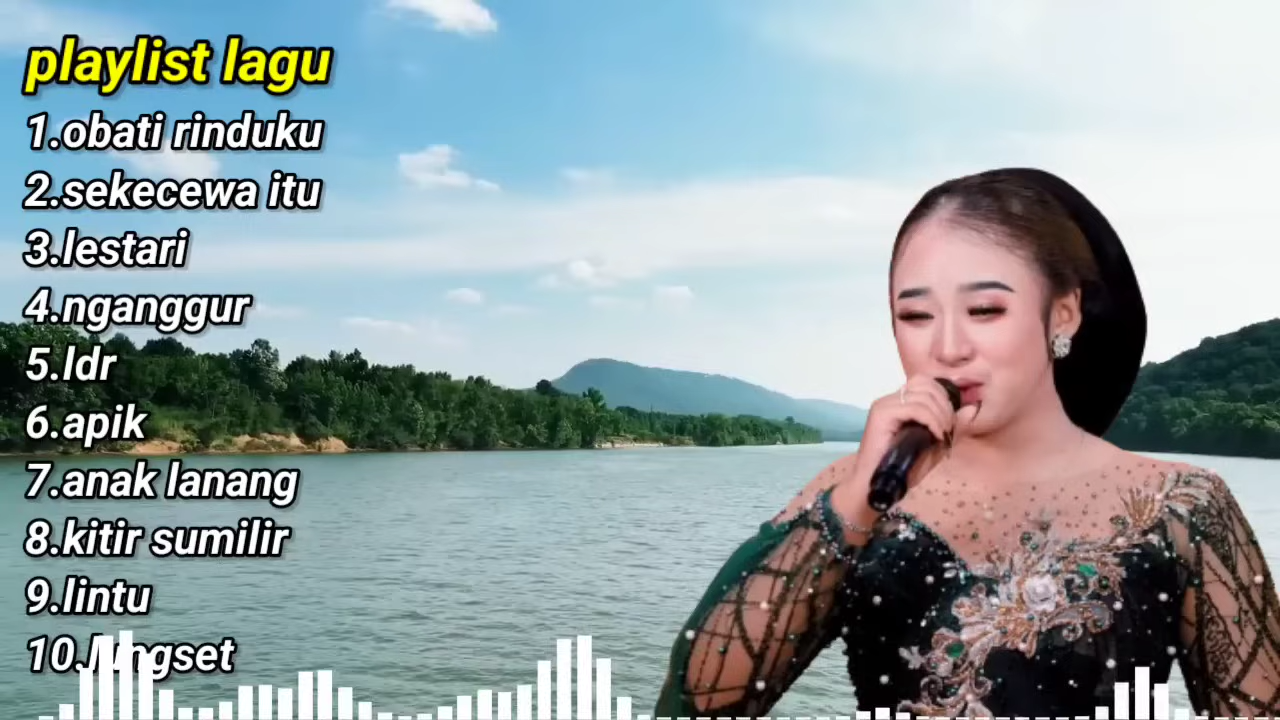 playlist lagu
1.obati rinduku
2.sekecewa itu
3.lestari
4.nganggur
5.ldr
6.apik
7.anak lanang
8.kitir sumilir
9.lintu
10.